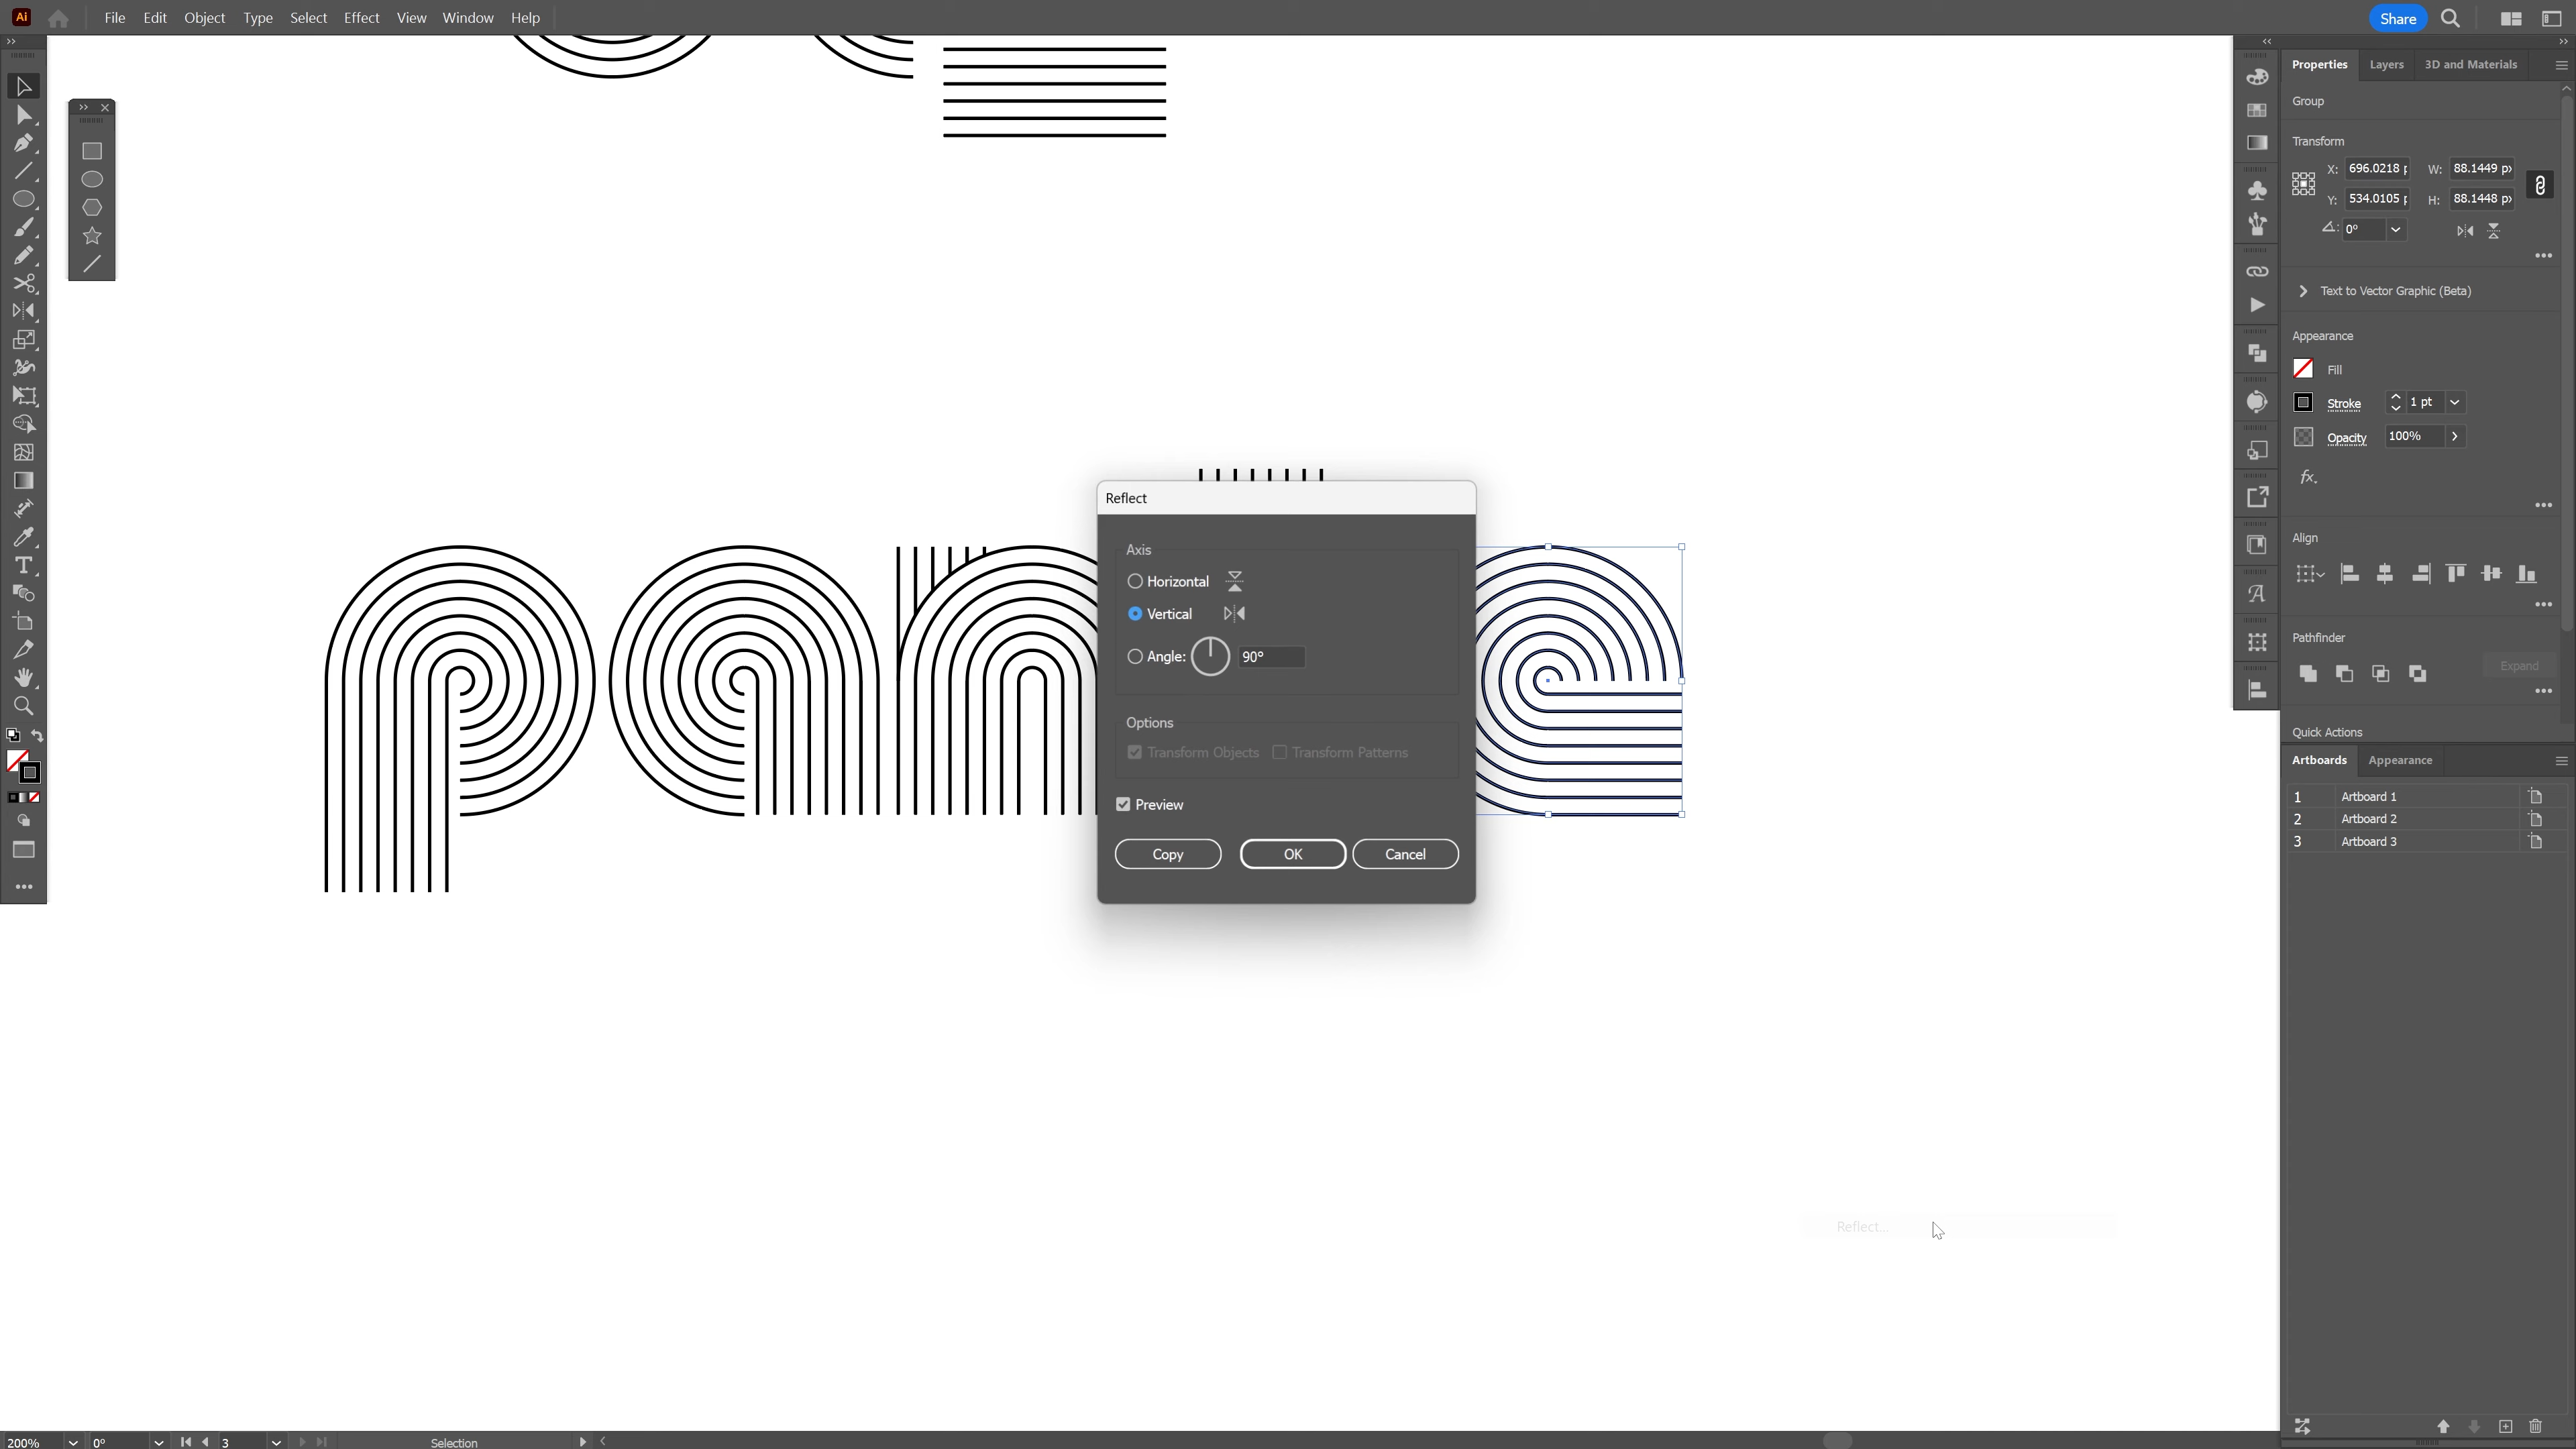 Ai File Edit Object Type Select Effect View Window Help Share
Properties Layers 3D and Materials
Group
Transform
X: 696.0218 p W: 88.1449 px
Y: 534.0105 p H: 88.1448 px
0°
Text to Vector Graphic (Beta)
Appearance
Fill
Stroke 1 pt
Opacity 100%
fx.
Align
Pathfinder
Expand
Quick Actions
Artboards Appearance
1 Artboard 1
2 Artboard 2
3 Artboard 3
Reflect
Axis
Horizontal
Vertical
Angle: 90°
Options
Transform Objects Transform Patterns
Preview
Copy OK Cancel
Reflect...
200% 0° 3 Selection